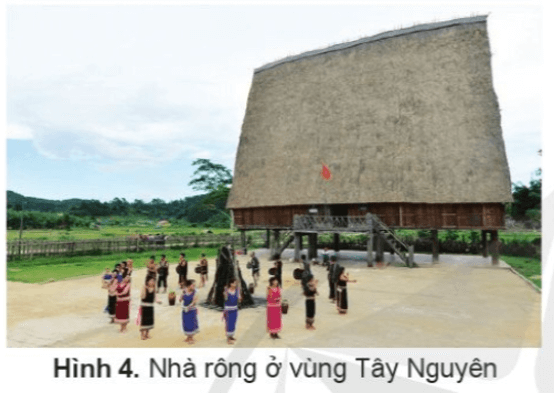 Hình 4. Nhà rông ở vùng Tây Nguyên